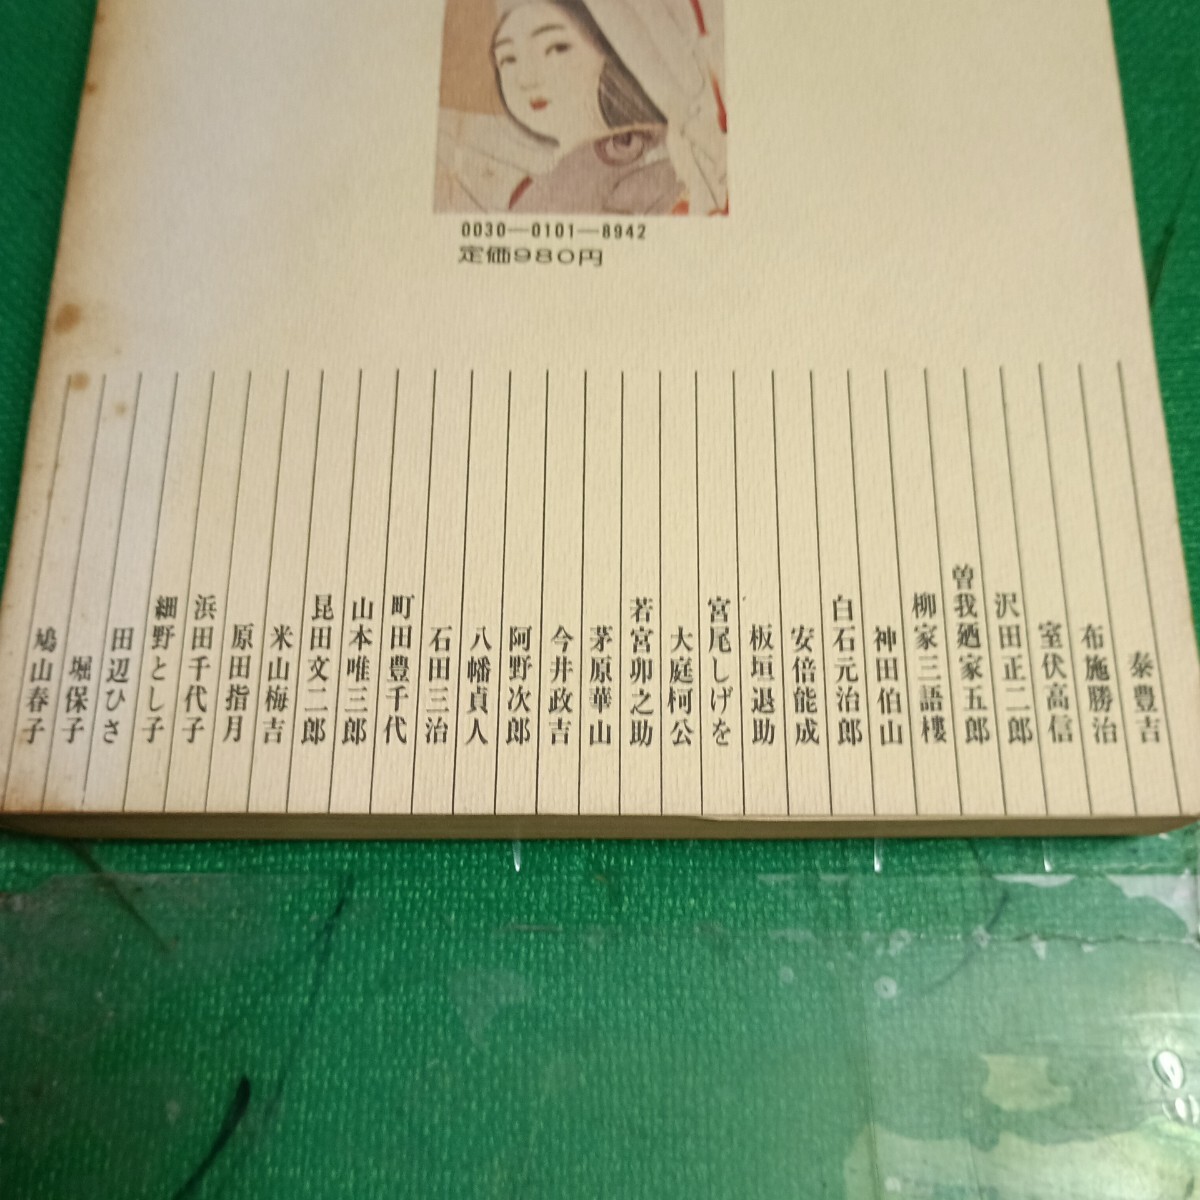 0030—0101—8942
定価980円
秦豊吉
布施勝治
室伏高信
沢田正二郎
曽我廼家五郎
柳家三語樓
神田伯山
白石元治郎
安倍能成
板垣退助
宮尾しげを
大庭柯公
若宮卯之助
茅原華山
今井政吉
阿野次郎
八幡貞人
石田三治
町田豊千代
山本唯三郎
昆田文二郎
米山梅吉
原田指月
浜田千代子
細野とし子
田辺ひさ
堀保子
鳩山春子